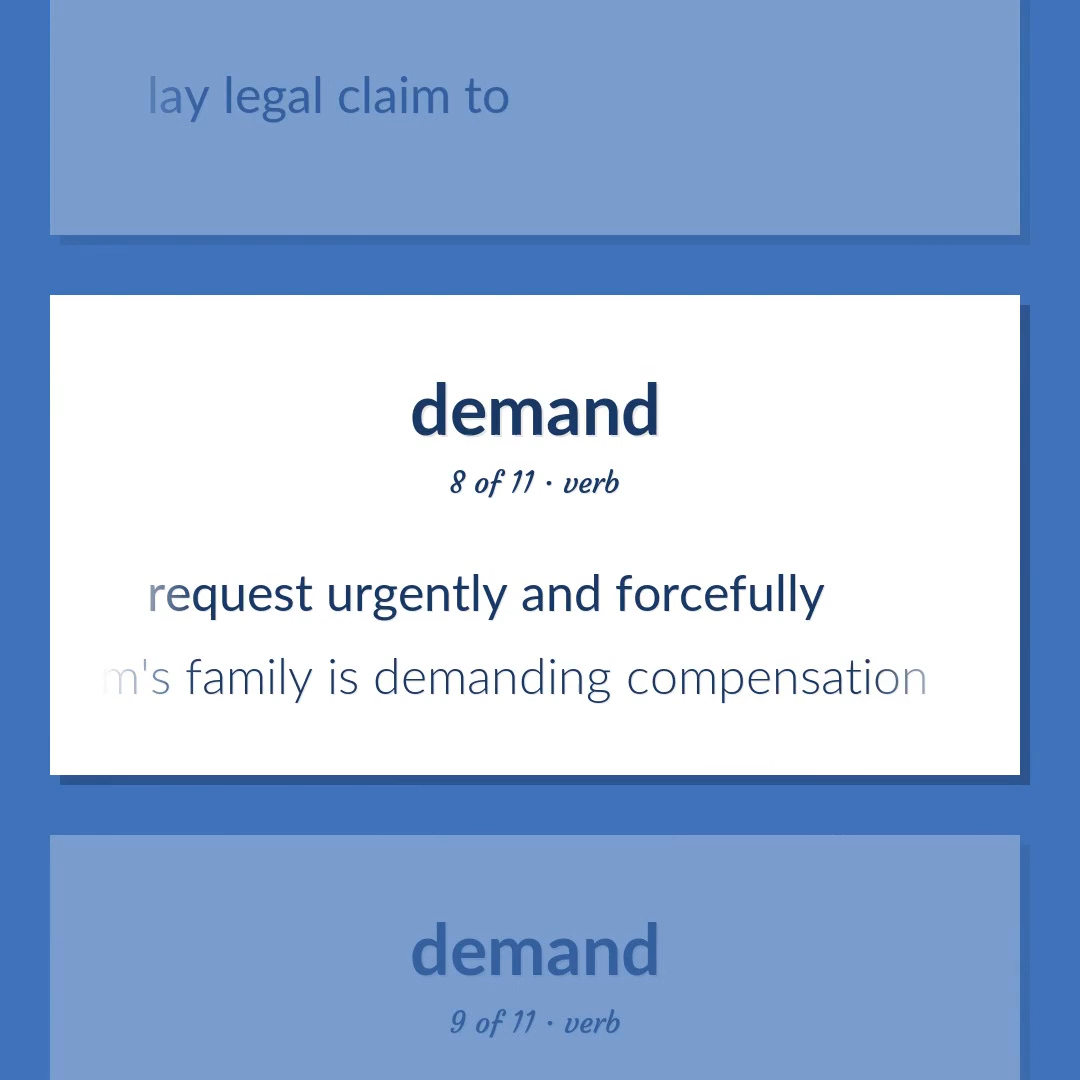 lay legal claim to
demand
8 of 11 · verb
request urgently and forcefully
m's family is demanding compensation
demand
9 of 11 · verb